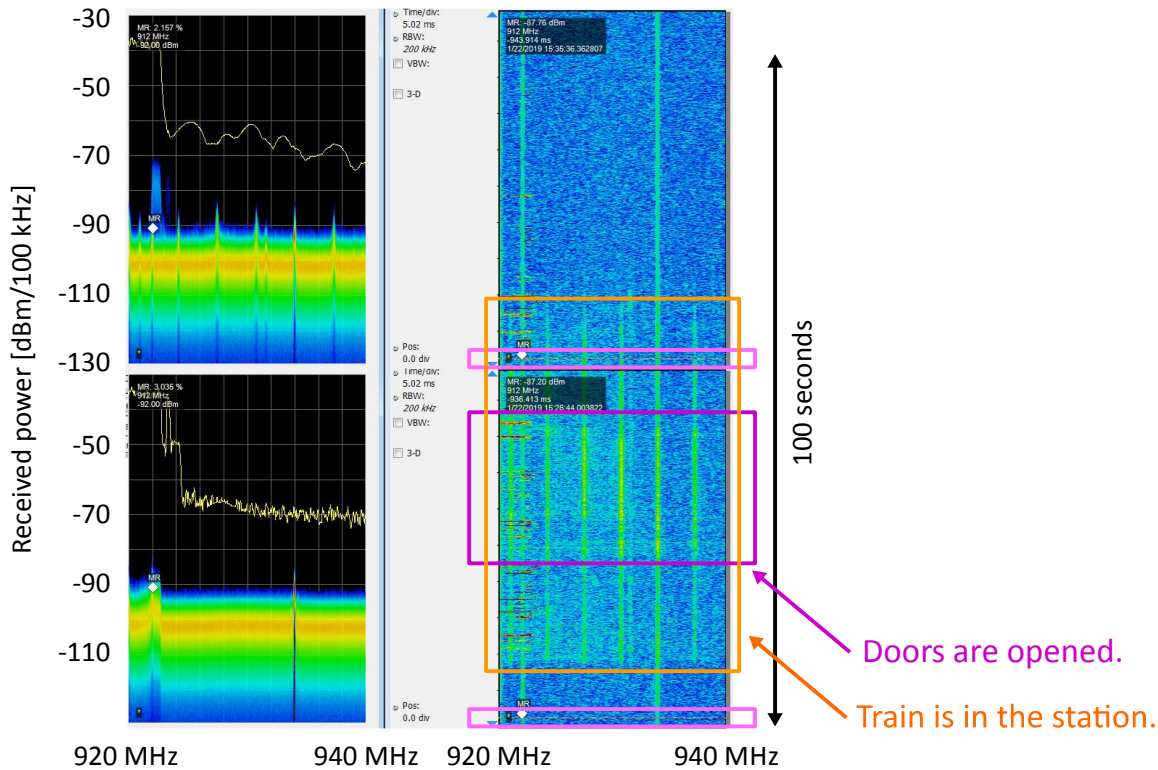 Received power [dBm/100 kHz]
-30
-50
-70
-90
-110
-130
MR: 2.157 %
912 MHz
-92.00 dBm
MR
Time/div:
5.02 ms
RBW:
200 kHz
VBW:
3-D
Pos:
0.0 div
MR: -87.76 dBm
912 MHz
-943.914 ms
1/22/2019 15:35:36.362807
MR
-50
-70
-90
-110
MR: 3.035 %
912 MHz
-92.00 dBm
MR
Time/div:
5.02 ms
RBW:
200 kHz
VBW:
3-D
Pos:
0.0 div
MR: -87.20 dBm
912 MHz
-936.413 ms
1/22/2019 15:26:44.003822
MR
100 seconds
Doors are opened.
Train is in the station.
920 MHz
940 MHz
920 MHz
940 MHz